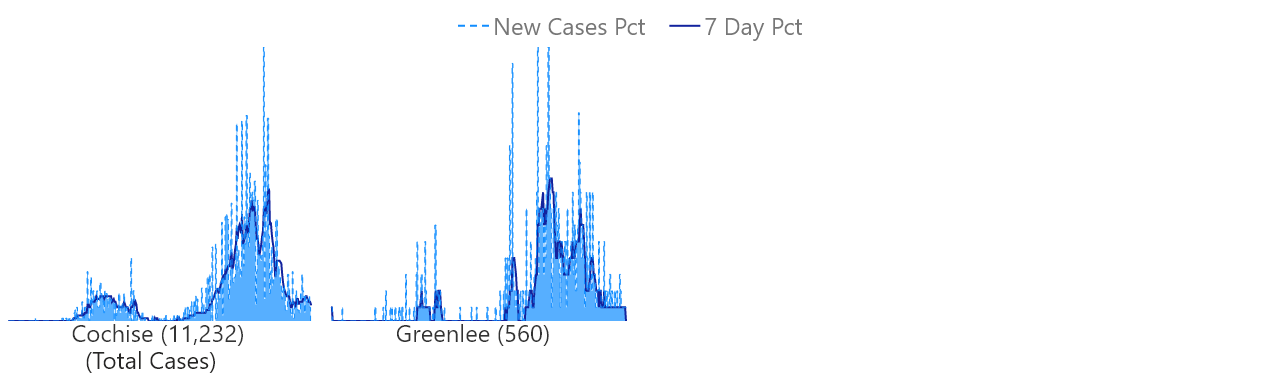 New Cases Pct 7 Day Pct
Cochise (11,232) Greenlee (560)
(Total Cases)